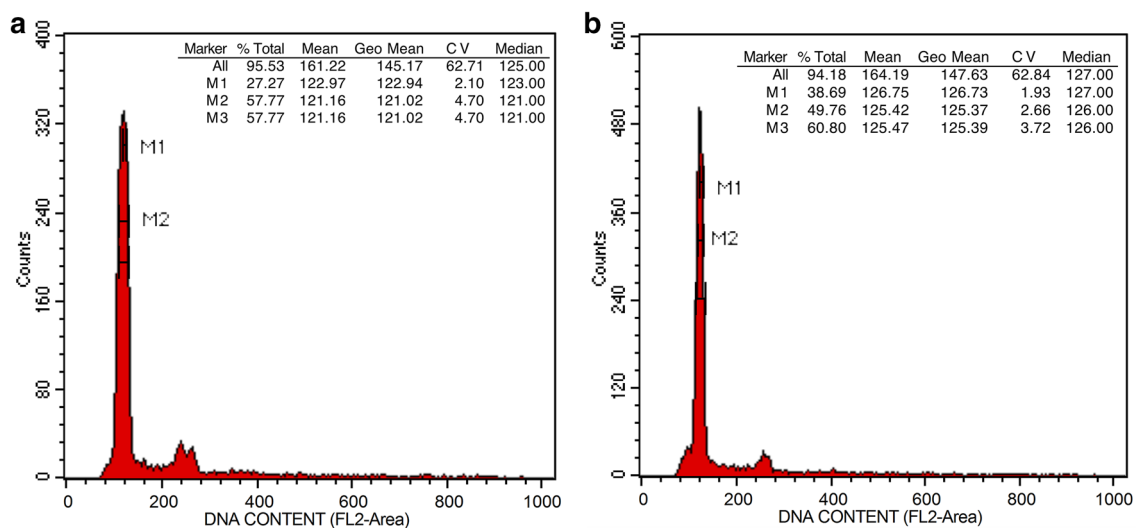 a
Marker % Total Mean Geo Mean C V Median
All 95.53 161.22 145.17 62.71 125.00
M1 27.27 122.97 122.94 2.10 123.00
M2 57.77 121.16 121.02 4.70 121.00
M3 57.77 121.16 121.02 4.70 121.00
400
320
240
160
80
0
Counts
M1
M2
0 200 400 600 800 1000
DNA CONTENT (FL2-Area)
b
Marker % Total Mean Geo Mean C V Median
All 94.18 164.19 147.63 62.84 127.00
M1 38.69 126.75 126.73 1.93 127.00
M2 49.76 125.42 125.37 2.66 126.00
M3 60.80 125.47 125.39 3.72 126.00
600
480
360
240
120
0
Counts
M1
M2
0 200 400 600 800 1000
DNA CONTENT (FL2-Area)